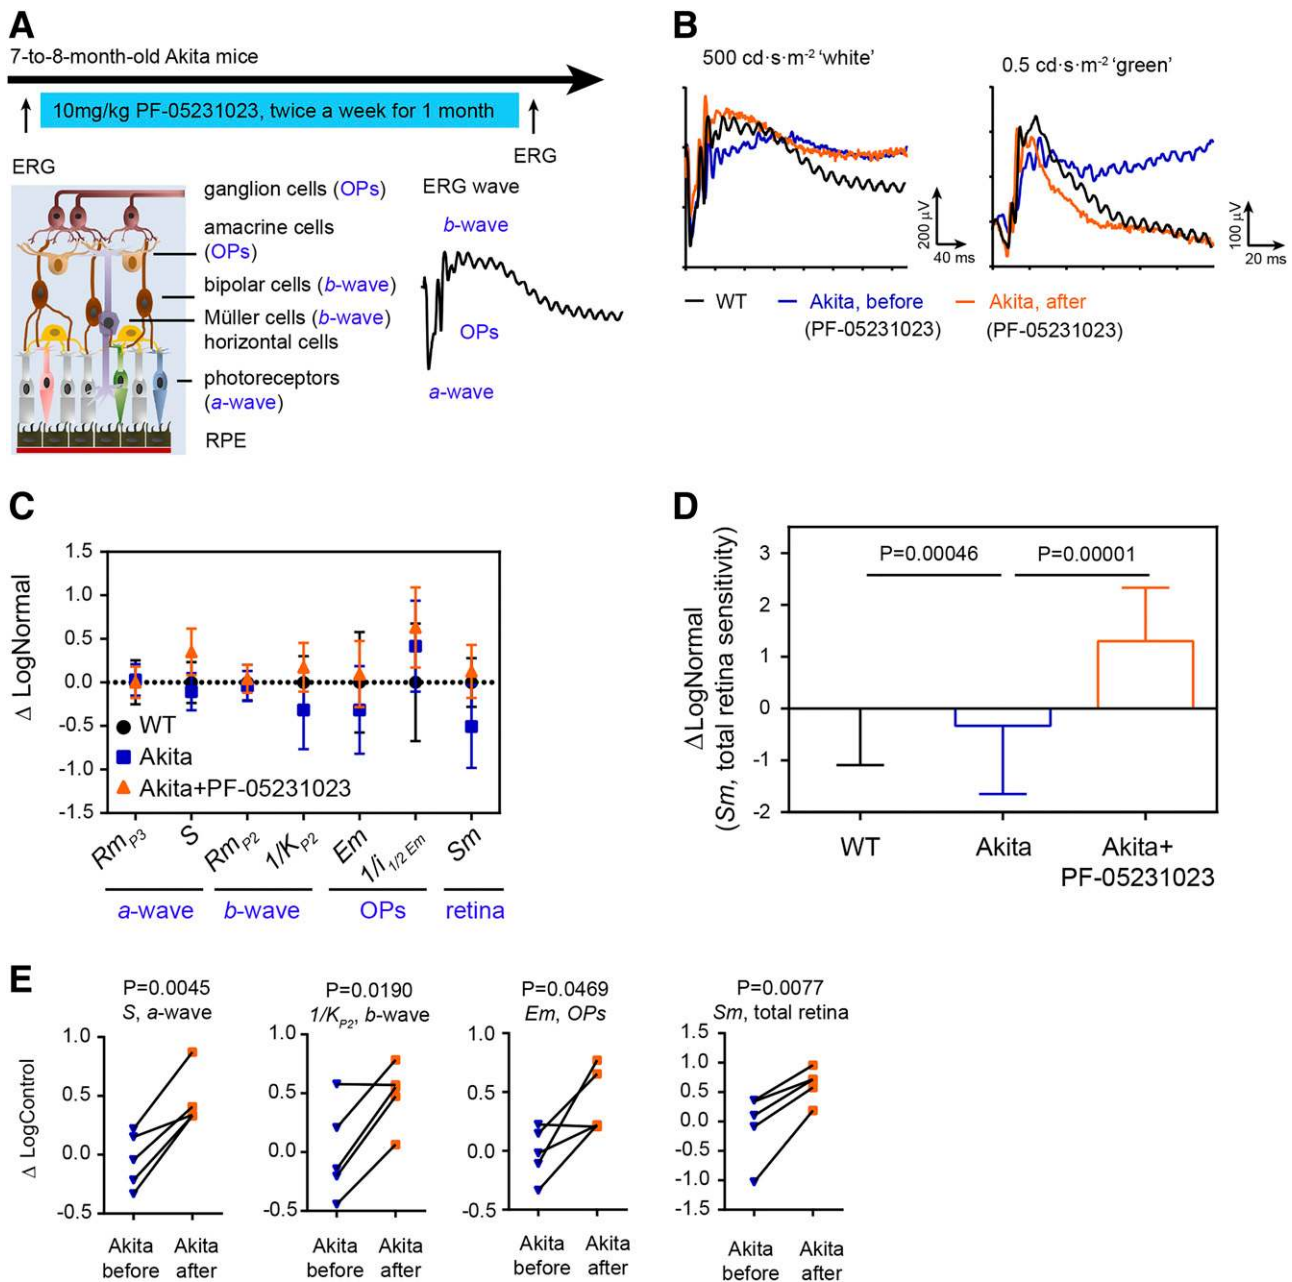 A
7-to-8-month-old Akita mice
10mg/kg PF-05231023, twice a week for 1 month
ERG
ERG
ganglion cells (OPs)
amacrine cells
(OPs)
bipolar cells (b-wave)
Müller cells (b-wave)
horizontal cells
photoreceptors
(a-wave)
RPE
ERG wave
b-wave
OPs
a-wave
B
500 cd·s·m-2 ‘white’
0.5 cd·s·m-2 ‘green’
200 µV
40 ms
100 µV
20 ms
WT
Akita, before
(PF-05231023)
Akita, after
(PF-05231023)
C
Δ LogNormal
1.5
1.0
0.5
0.0
-0.5
-1.0
-1.5
WT
Akita
Akita+PF-05231023
RmP3
S
RmP2
1/KP2
Em
1/i1/2 Em
Sm
a-wave
b-wave
OPs
retina
D
ΔLogNormal
(Sm, total retina sensitivity)
3
2
1
0
-1
-2
P=0.00046
P=0.00001
WT
Akita
Akita+
PF-05231023
E
Δ LogControl
P=0.0045
S, a-wave
1.0
0.5
0.0
-0.5
Akita
before
Akita
after
P=0.0190
1/KP2, b-wave
1.0
0.5
0.0
-0.5
Akita
before
Akita
after
P=0.0469
Em, OPs
1.0
0.5
0.0
-0.5
Akita
before
Akita
after
P=0.0077
Sm, total retina
1.5
1.0
0.5
0.0
-0.5
-1.0
-1.5
Akita
before
Akita
after